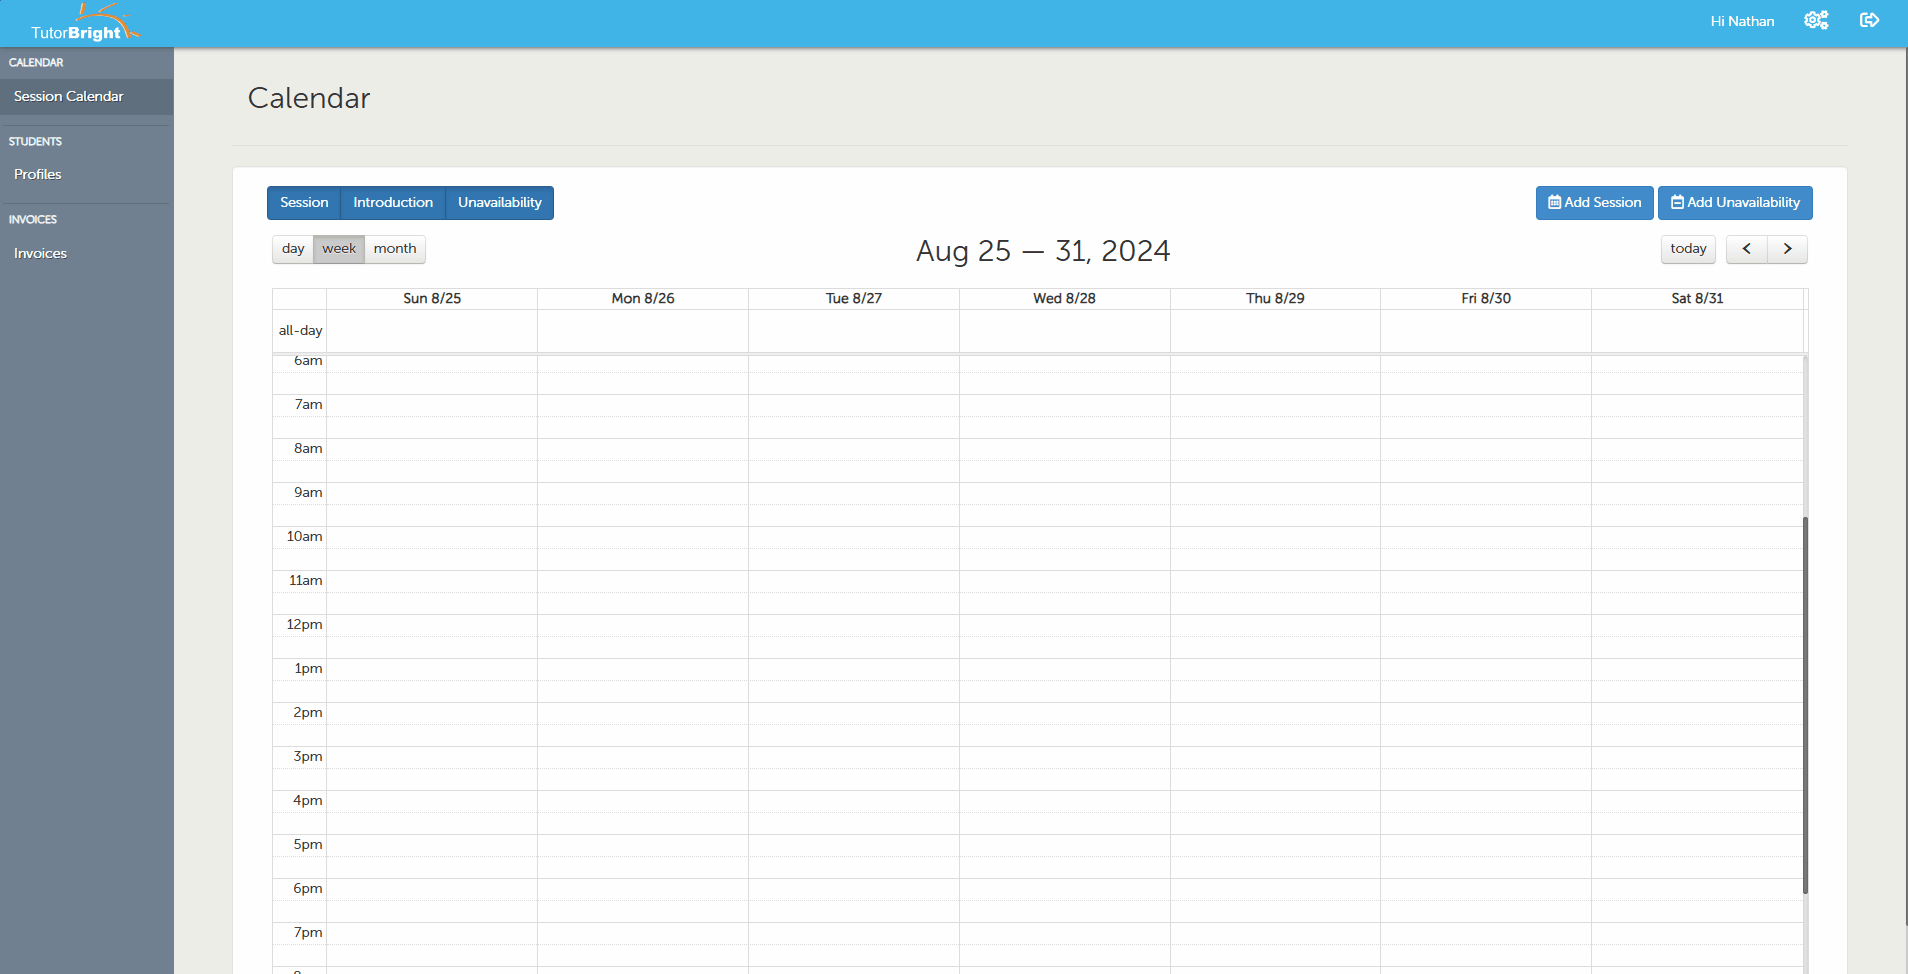 TutorBright
Hi Nathan
CALENDAR
Session Calendar
STUDENTS
Profiles
INVOICES
Invoices
Calendar
Session Introduction Unavailability
Add Session Add Unavailability
day week month
Aug 25 — 31, 2024
today
Sun 8/25 Mon 8/26 Tue 8/27 Wed 8/28 Thu 8/29 Fri 8/30 Sat 8/31
all-day
6am
7am
8am
9am
10am
11am
12pm
1pm
2pm
3pm
4pm
5pm
6pm
7pm